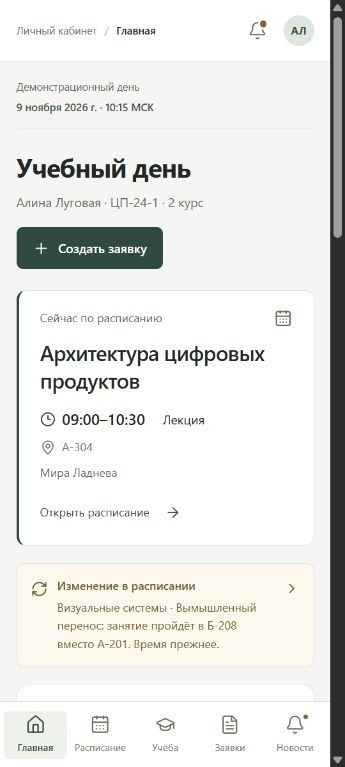 Личный кабинет / Главная
АЛ
Демонстрационный день
9 ноября 2026 г. · 10:15 МСК
Учебный день
Алина Луговая · ЦП-24-1 · 2 курс
+ Создать заявку
Сейчас по расписанию
Архитектура цифровых
продуктов
09:00–10:30 Лекция
А-304
Мира Ладнева
Открыть расписание →
Изменение в расписании
Визуальные системы · Вымышленный
перенос: занятие пройдёт в Б-208
вместо А-201. Время прежнее.
Главная
Расписание
Учёба
Заявки
Новости